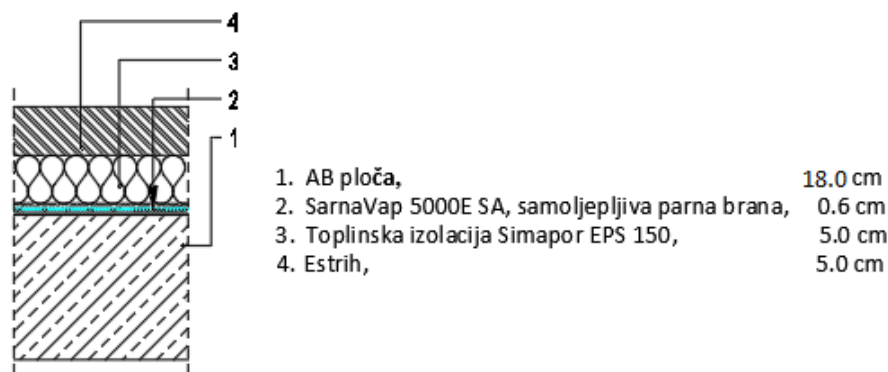 4
3
2
1
1. AB ploča, 18.0 cm
2. SarnaVap 5000E SA, samoljepljiva parna brana, 0.6 cm
3. Toplinska izolacija Simapor EPS 150, 5.0 cm
4. Estrih, 5.0 cm